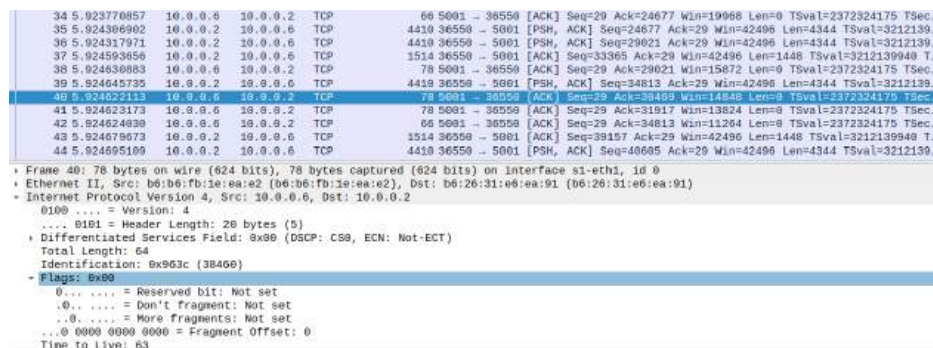 34 5.923770857 10.0.0.6 10.0.0.2 TCP 66 5001 → 36550 [ACK] Seq=29 Ack=24677 Win=19968 Len=0 TSval=2372324175 TSec
35 5.924306902 10.0.0.2 10.0.0.6 TCP 4410 36550 → 5001 [PSH, ACK] Seq=24677 Ack=29 Win=42496 Len=4344 TSval=3212139.
36 5.924317971 10.0.0.2 10.0.0.6 TCP 4410 36550 → 5001 [PSH, ACK] Seq=29021 Ack=29 Win=42496 Len=4344 TSval=3212139.
37 5.924593656 10.0.0.2 10.0.0.6 TCP 1514 36550 → 5001 [ACK] Seq=33365 Ack=29 Win=42496 Len=1448 TSval=3212139940 T.
38 5.924630883 10.0.0.6 10.0.0.2 TCP 78 5001 → 36550 [ACK] Seq=29 Ack=29021 Win=15872 Len=0 TSval=2372324175 TSec.
39 5.924645735 10.0.0.2 10.0.0.6 TCP 4410 36550 → 5001 [PSH, ACK] Seq=34813 Ack=29 Win=42496 Len=4344 TSval=3212139.
40 5.924622113 10.0.0.6 10.0.0.2 TCP 78 5001 → 36550 [ACK] Seq=29 Ack=30469 Win=14848 Len=0 TSval=2372324175 TSec.
41 5.924623173 10.0.0.6 10.0.0.2 TCP 78 5001 → 36550 [ACK] Seq=29 Ack=31917 Win=13824 Len=0 TSval=2372324175 TSec.
42 5.924624030 10.0.0.6 10.0.0.2 TCP 66 5001 → 36550 [ACK] Seq=29 Ack=34813 Win=11264 Len=0 TSval=2372324175 TSec.
43 5.924679673 10.0.0.2 10.0.0.6 TCP 1514 36550 → 5001 [ACK] Seq=39157 Ack=29 Win=42496 Len=1448 TSval=3212139940 T.
44 5.924695109 10.0.0.2 10.0.0.6 TCP 4410 36550 → 5001 [PSH, ACK] Seq=40605 Ack=29 Win=42496 Len=4344 TSval=3212139.
Frame 40: 78 bytes on wire (624 bits), 78 bytes captured (624 bits) on interface s1-eth1, id 0
Ethernet II, Src: b6:b6:fb:1e:ea:e2 (b6:b6:fb:1e:ea:e2), Dst: b6:26:31:e6:ea:91 (b6:26:31:e6:ea:91)
Internet Protocol Version 4, Src: 10.0.0.6, Dst: 10.0.0.2
0100 .... = Version: 4
.... 0101 = Header Length: 20 bytes (5)
Differentiated Services Field: 0x00 (DSCP: CS0, ECN: Not-ECT)
Total Length: 64
Identification: 0x963c (38460)
Flags: 0x00
0... .... = Reserved bit: Not set
.0.. .... = Don't fragment: Not set
..0. .... = More fragments: Not set
...0 0000 0000 0000 = Fragment Offset: 0
Time to Live: 63